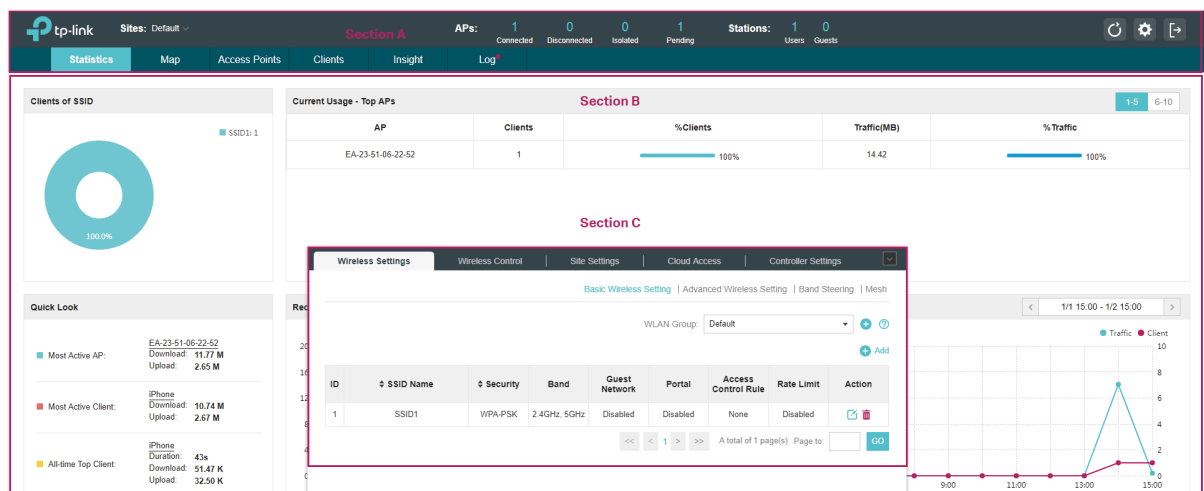 tp-link
Sites: Default
Section A
APs:
1 0 0 1
Connected Disconnected Isolated Pending
Stations:
1 0
Users Guests
Statistics Map Access Points Clients Insight Log
Clients of SSID
SSID1: 1
100.0%
Current Usage - Top APs
Section B
1-5 6-10
AP Clients %Clients Traffic(MB) %Traffic
EA-23-51-06-22-52 1 100% 14.42 100%
Section C
Wireless Settings Wireless Control | Site Settings | Cloud Access | Controller Settings
Basic Wireless Setting | Advanced Wireless Setting | Band Steering | Mesh
WLAN Group: Default
Add
ID SSID Name Security Band Guest Network Portal Access Control Rule Rate Limit Action
1 SSID1 WPA-PSK 2.4GHz, 5GHz Disabled Disabled None Disabled
<< < 1 > >> A total of 1 page(s) Page to: GO
Quick Look
Most Active AP:
EA-23-51-06-22-52
Download: 11.77 M
Upload: 2.65 M
Most Active Client:
iPhone
Download: 10.74 M
Upload: 2.67 M
All-time Top Client:
iPhone
Duration: 43s
Download: 51.47 K
Upload: 32.50 K
< 1/1 15:00 - 1/2 15:00 >
Traffic Client
10
8
6
4
2
0
9:00 11:00 13:00 15:00